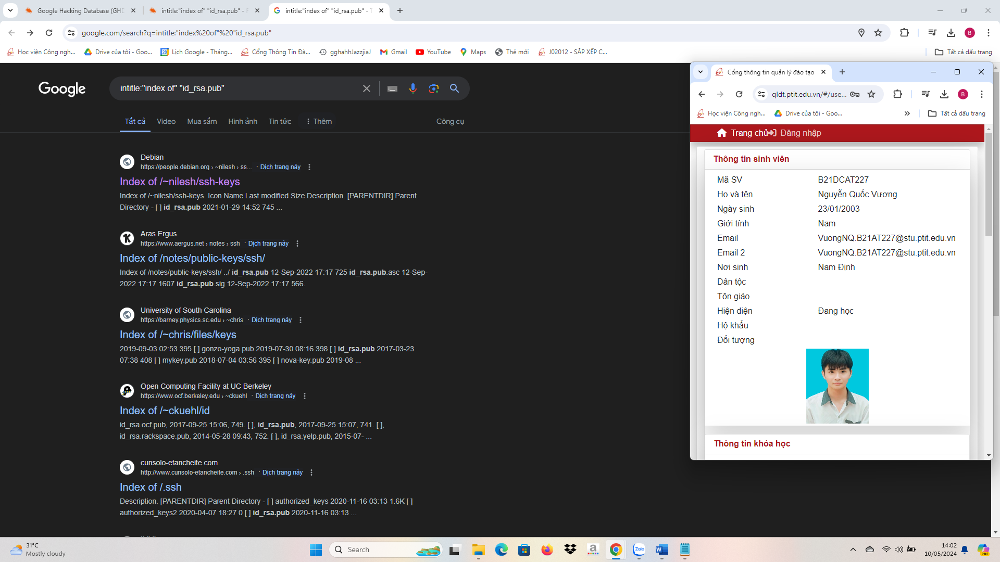 Google Hacking Database (GHD
intitle:"index of" "id_rsa.pub" - F
intitle:"index of" "id_rsa.pub" - T
google.com/search?q=intitle:"index%20of"%20"id_rsa.pub"
B
Học viện Công ngh...
Drive của tôi - Goo...
28
Lịch Google - Tháng...
Cổng Thông Tin Đà...
gghạhhJazzjiaJ
Gmail
YouTube
Maps
Thẻ mới
J02012 - SẮP XẾP C...
Tất cả dấu trang
Google
intitle:"index of" "id_rsa.pub"
Tất cả
Video
Mua sắm
Hình ảnh
Tin tức
Thêm
Công cụ
Debian
https://people.debian.org › ~nilesh › ss... · Dịch trang này
Index of /~nilesh/ssh-keys
Index of /~nilesh/ssh-keys. Icon Name Last modified Size Description. [PARENTDIR] Parent
Directory - [ ] id_rsa.pub 2021-01-29 14:52 745 ...
Aras Ergus
https://www.aergus.net › notes › ssh · Dịch trang này
Index of /notes/public-keys/ssh/
Index of /notes/public-keys/ssh/ ../ id_rsa.pub 12-Sep-2022 17:17 725 id_rsa.pub.asc 12-Sep-
2022 17:17 1607 id_rsa.pub.sig 12-Sep-2022 17:17 566.
University of South Carolina
https://barney.physics.sc.edu › ~chris · Dịch trang này
Index of /~chris/files/keys
2019-09-03 02:53 395 [ ] gonzo-yoga.pub 2019-07-30 08:16 398 [ ] id_rsa.pub 2017-03-23
07:38 408 [ ] mykey.pub 2018-07-04 03:56 395 [ ] nova-key.pub 2019-08 ...
Open Computing Facility at UC Berkeley
https://www.ocf.berkeley.edu › ~ckuehl · Dịch trang này
Index of /~ckuehl/id
id_rsa.ocf.pub, 2017-09-25 15:06, 749. [ ], id_rsa.pub, 2017-09-25 15:07, 741. [ ],
id_rsa.rackspace.pub, 2014-05-28 09:43, 752. [ ], id_rsa.yelp.pub, 2015-07- ...
cunsolo-etancheite.com
http://www.cunsolo-etancheite.com › .ssh · Dịch trang này
Index of /.ssh
Description. [PARENTDIR] Parent Directory - [ ] authorized_keys 2020-11-16 03:13 1.6K [ ]
authorized_keys2 2020-04-07 18:27 0 [ ] id_rsa.pub 2020-11-16 03:13 ...
Cổng thông tin quản lý đào tạo
qldt.ptit.edu.vn/#/use...
B
Học viện Công ngh...
Drive của tôi - Goo...
Tất cả dấu trang
Trang chủ
Đăng nhập
Thông tin sinh viên
Mã SV B21DCAT227
Họ và tên Nguyễn Quốc Vượng
Ngày sinh 23/01/2003
Giới tính Nam
Email VuongNQ.B21AT227@stu.ptit.edu.vn
Email 2 VuongNQ.B21AT227@stu.ptit.edu.vn
Nơi sinh Nam Định
Dân tộc
Tôn giáo
Hiện diện Đang học
Hộ khẩu
Đối tượng
Thông tin khóa học
31°C
Mostly cloudy
Search
a
Zalo
W
14:02
10/05/2024
PRE